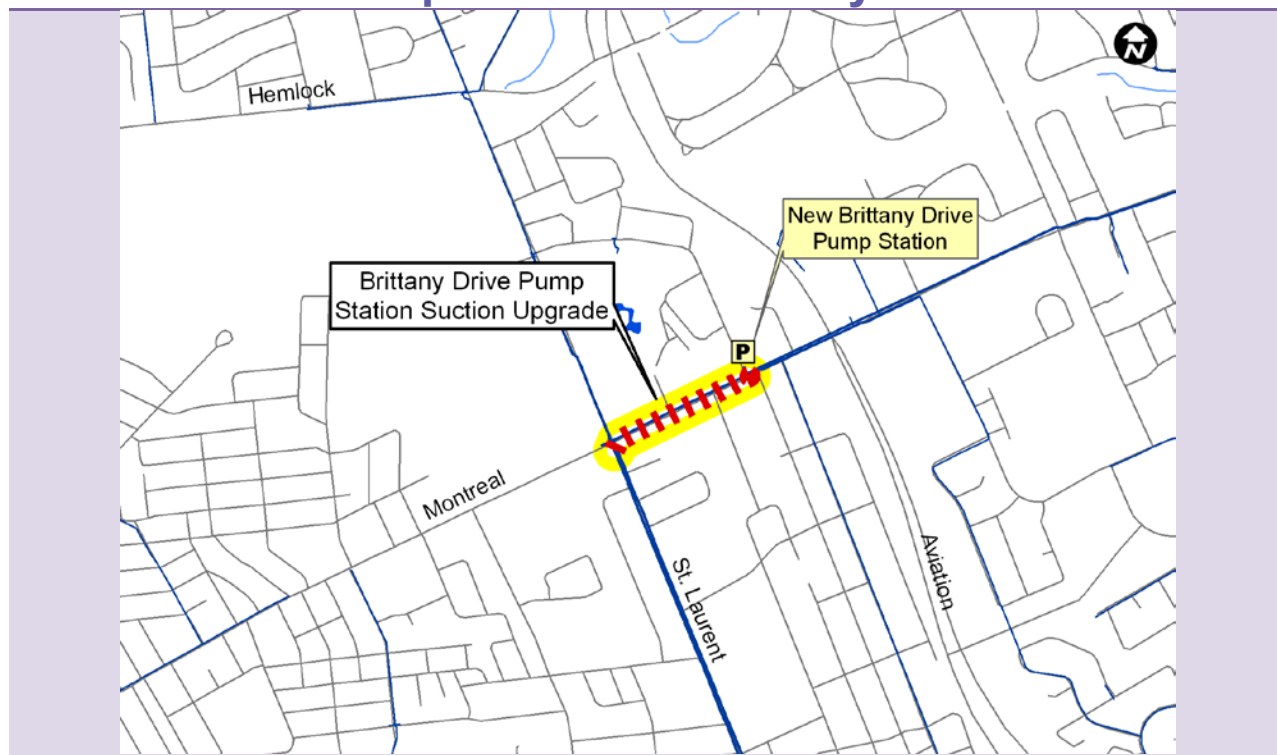 N
Hemlock
New Brittany Drive
Pump Station
Brittany Drive Pump
Station Suction Upgrade
P
Montreal
St. Laurent
Aviation